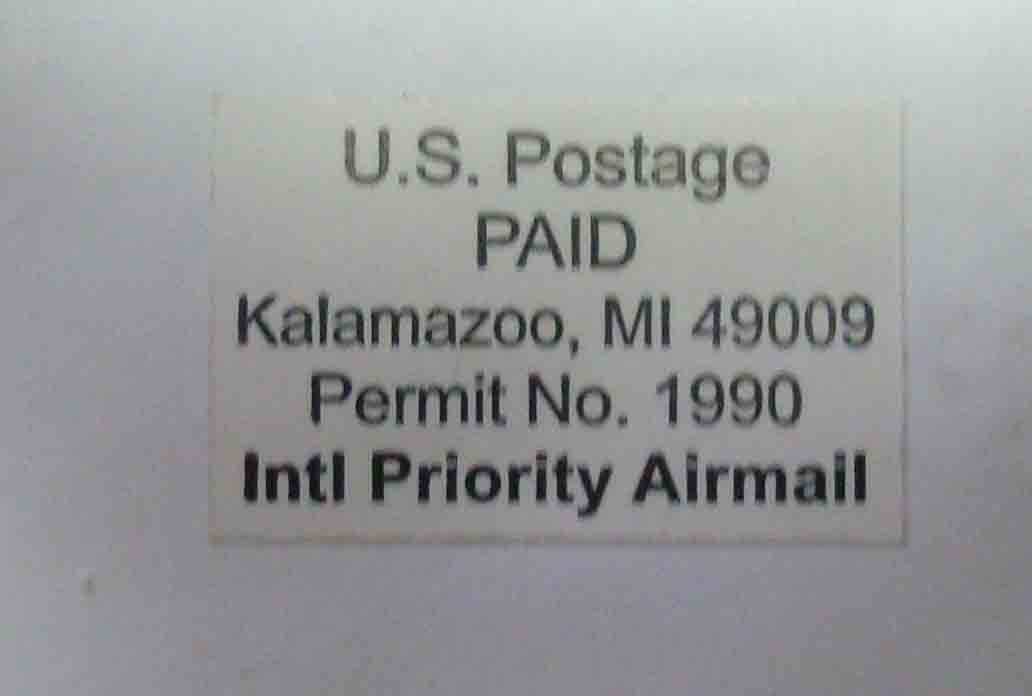 U.S. Postage
PAID
Kalamazoo, MI 49009
Permit No. 1990
Intl Priority Airmail